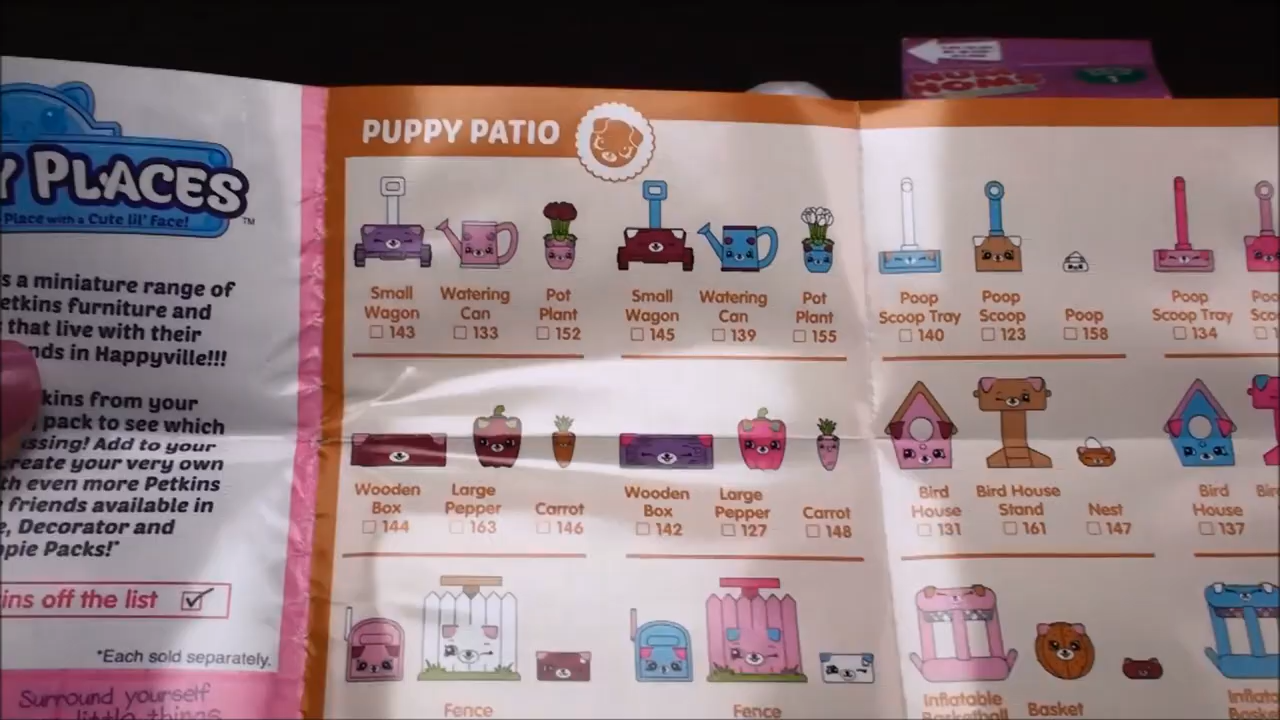 Y PLACES
Place with a Cute lil' Face!
TM
s a miniature range of
etkins furniture and
that live with their
nds in Happyville!!!
kins from your
pack to see which
ssing! Add to your
reate your very own
th even more Petkins
friends available in
e, Decorator and
ppie Packs!*
ins off the list
*Each sold separately.
Surround yourself
little things
PUPPY PATIO
Small Wagon
143
Watering Can
133
Pot Plant
152
Small Wagon
145
Watering Can
139
Pot Plant
155
Poop Scoop Tray
140
Poop Scoop
123
Poop
158
Poop Scoop Tray
134
Wooden Box
144
Large Pepper
163
Carrot
146
Wooden Box
142
Large Pepper
127
Carrot
148
Bird House
131
Bird House Stand
161
Nest
147
Bird House
137
Fence
Fence
Inflatable
Basketball
Basket